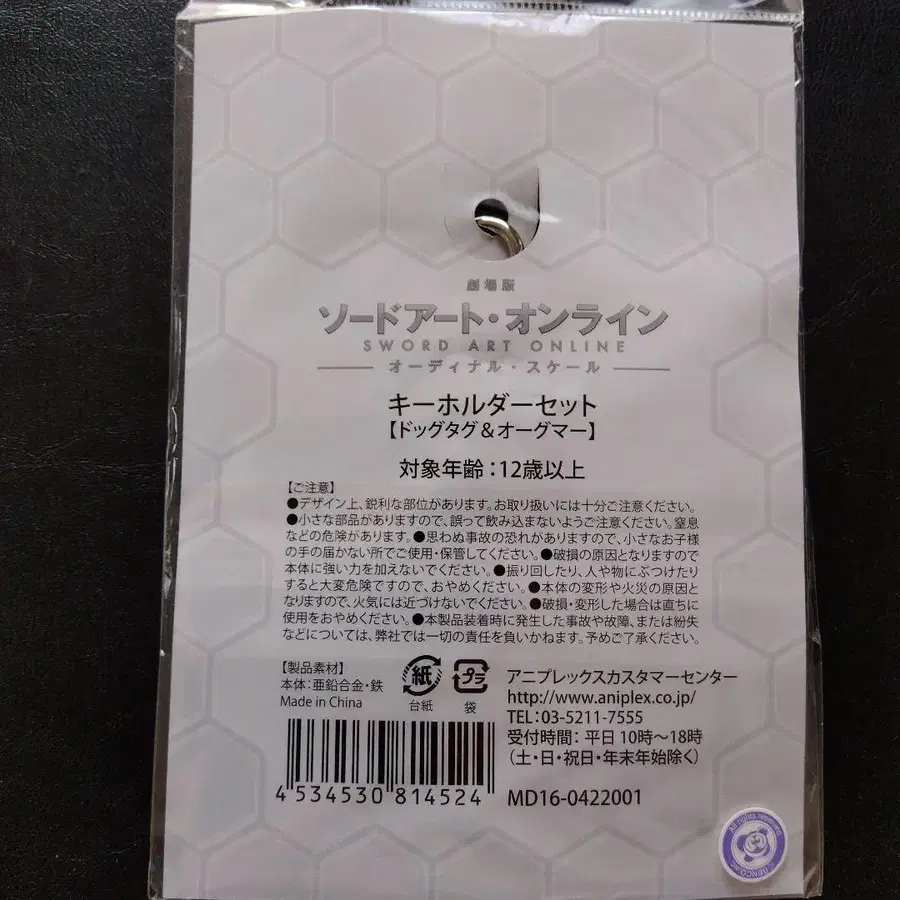 劇場版
ソードアート・オンライン
SWORD ART ONLINE
オーディナル・スケール
キーホルダーセット
【ドッグタグ＆オーグマー】
対象年齢：12歳以上
【ご注意】
●デザイン上、鋭利な部位があります。お取り扱いには十分ご注意ください。
●小さな部品がありますので、誤って飲み込まないようご注意ください。窒息
などの危険があります。●思わぬ事故の恐れがありますので、小さなお子様
の手の届かない所でご使用・保管してください。●破損の原因となりますので
本体に強い力を加えないでください。●振り回したり、人や物にぶつけたり
すると大変危険ですので、おやめください。●本体の変形や火災の原因と
なりますので、火気には近づけないでください。●破損・変形した場合は直ちに
使用をおやめください。●本製品装着時に発生した事故や故障、または紛失
などについては、弊社では一切の責任を負いかねます。予めご了承ください。
【製品素材】
本体：亜鉛合金・鉄
Made in China
紙
台紙
プラ
袋
アニプレックスカスタマーセンター
http://www.aniplex.co.jp/
TEL：03-5211-7555
受付時間：平日 10時～18時
（土・日・祝日・年末年始除く）
4 534530 814524
MD16-0422001
All rights reserved.
© GENCO, INC.